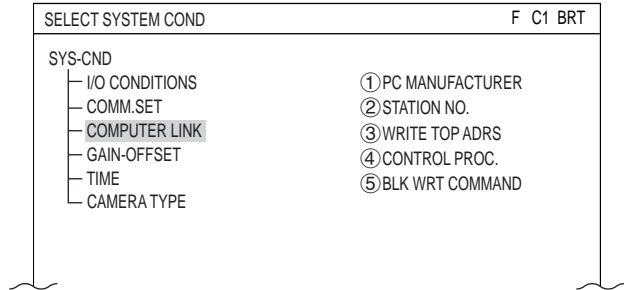 SELECT SYSTEM COND F C1 BRT
SYS-CND
I/O CONDITIONS
COMM.SET
COMPUTER LINK
GAIN-OFFSET
TIME
CAMERA TYPE
①PC MANUFACTURER
②STATION NO.
③WRITE TOP ADRS
④CONTROL PROC.
⑤BLK WRT COMMAND